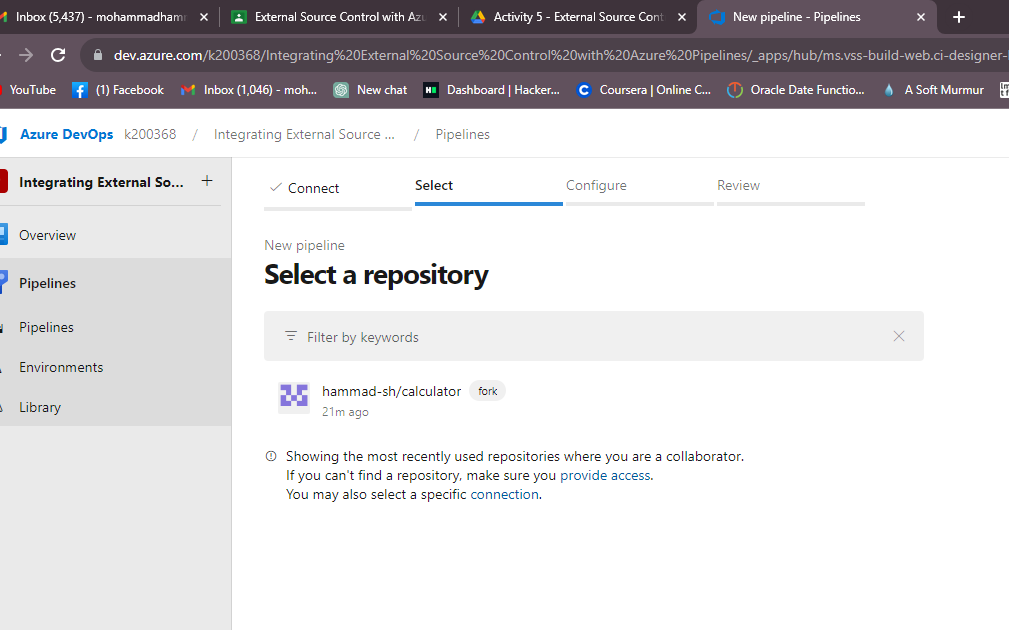 Inbox (5,437) - mohammadhamm
External Source Control with Azu
Activity 5 - External Source Cont
New pipeline - Pipelines
dev.azure.com/k200368/Integrating%20External%20Source%20Control%20with%20Azure%20Pipelines/_apps/hub/ms.vss-build-web.ci-designer-
YouTube
(1) Facebook
Inbox (1,046) - moh...
New chat
Dashboard | Hacker...
Coursera | Online C...
Oracle Date Functio...
A Soft Murmur
Azure DevOps k200368 / Integrating External Source ... / Pipelines
Integrating External So...
Overview
Pipelines
Pipelines
Environments
Library
Connect
Select
Configure
Review
New pipeline
Select a repository
Filter by keywords
hammad-sh/calculator fork
21m ago
Showing the most recently used repositories where you are a collaborator.
If you can't find a repository, make sure you provide access.
You may also select a specific connection.